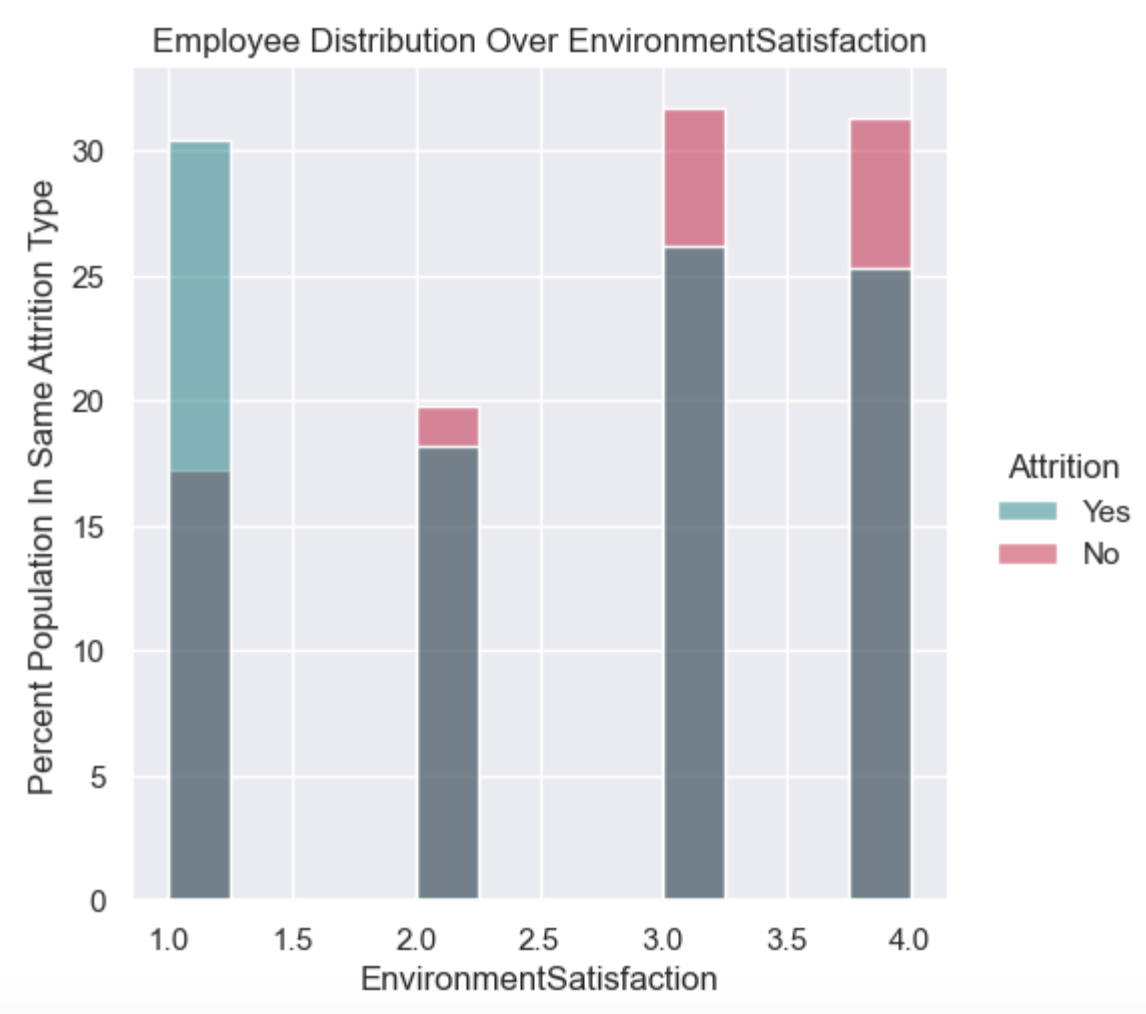 Employee Distribution Over EnvironmentSatisfaction
Percent Population In Same Attrition Type
30
25
20
15
10
5
0
1.0 1.5 2.0 2.5 3.0 3.5 4.0
EnvironmentSatisfaction
Attrition
Yes
No